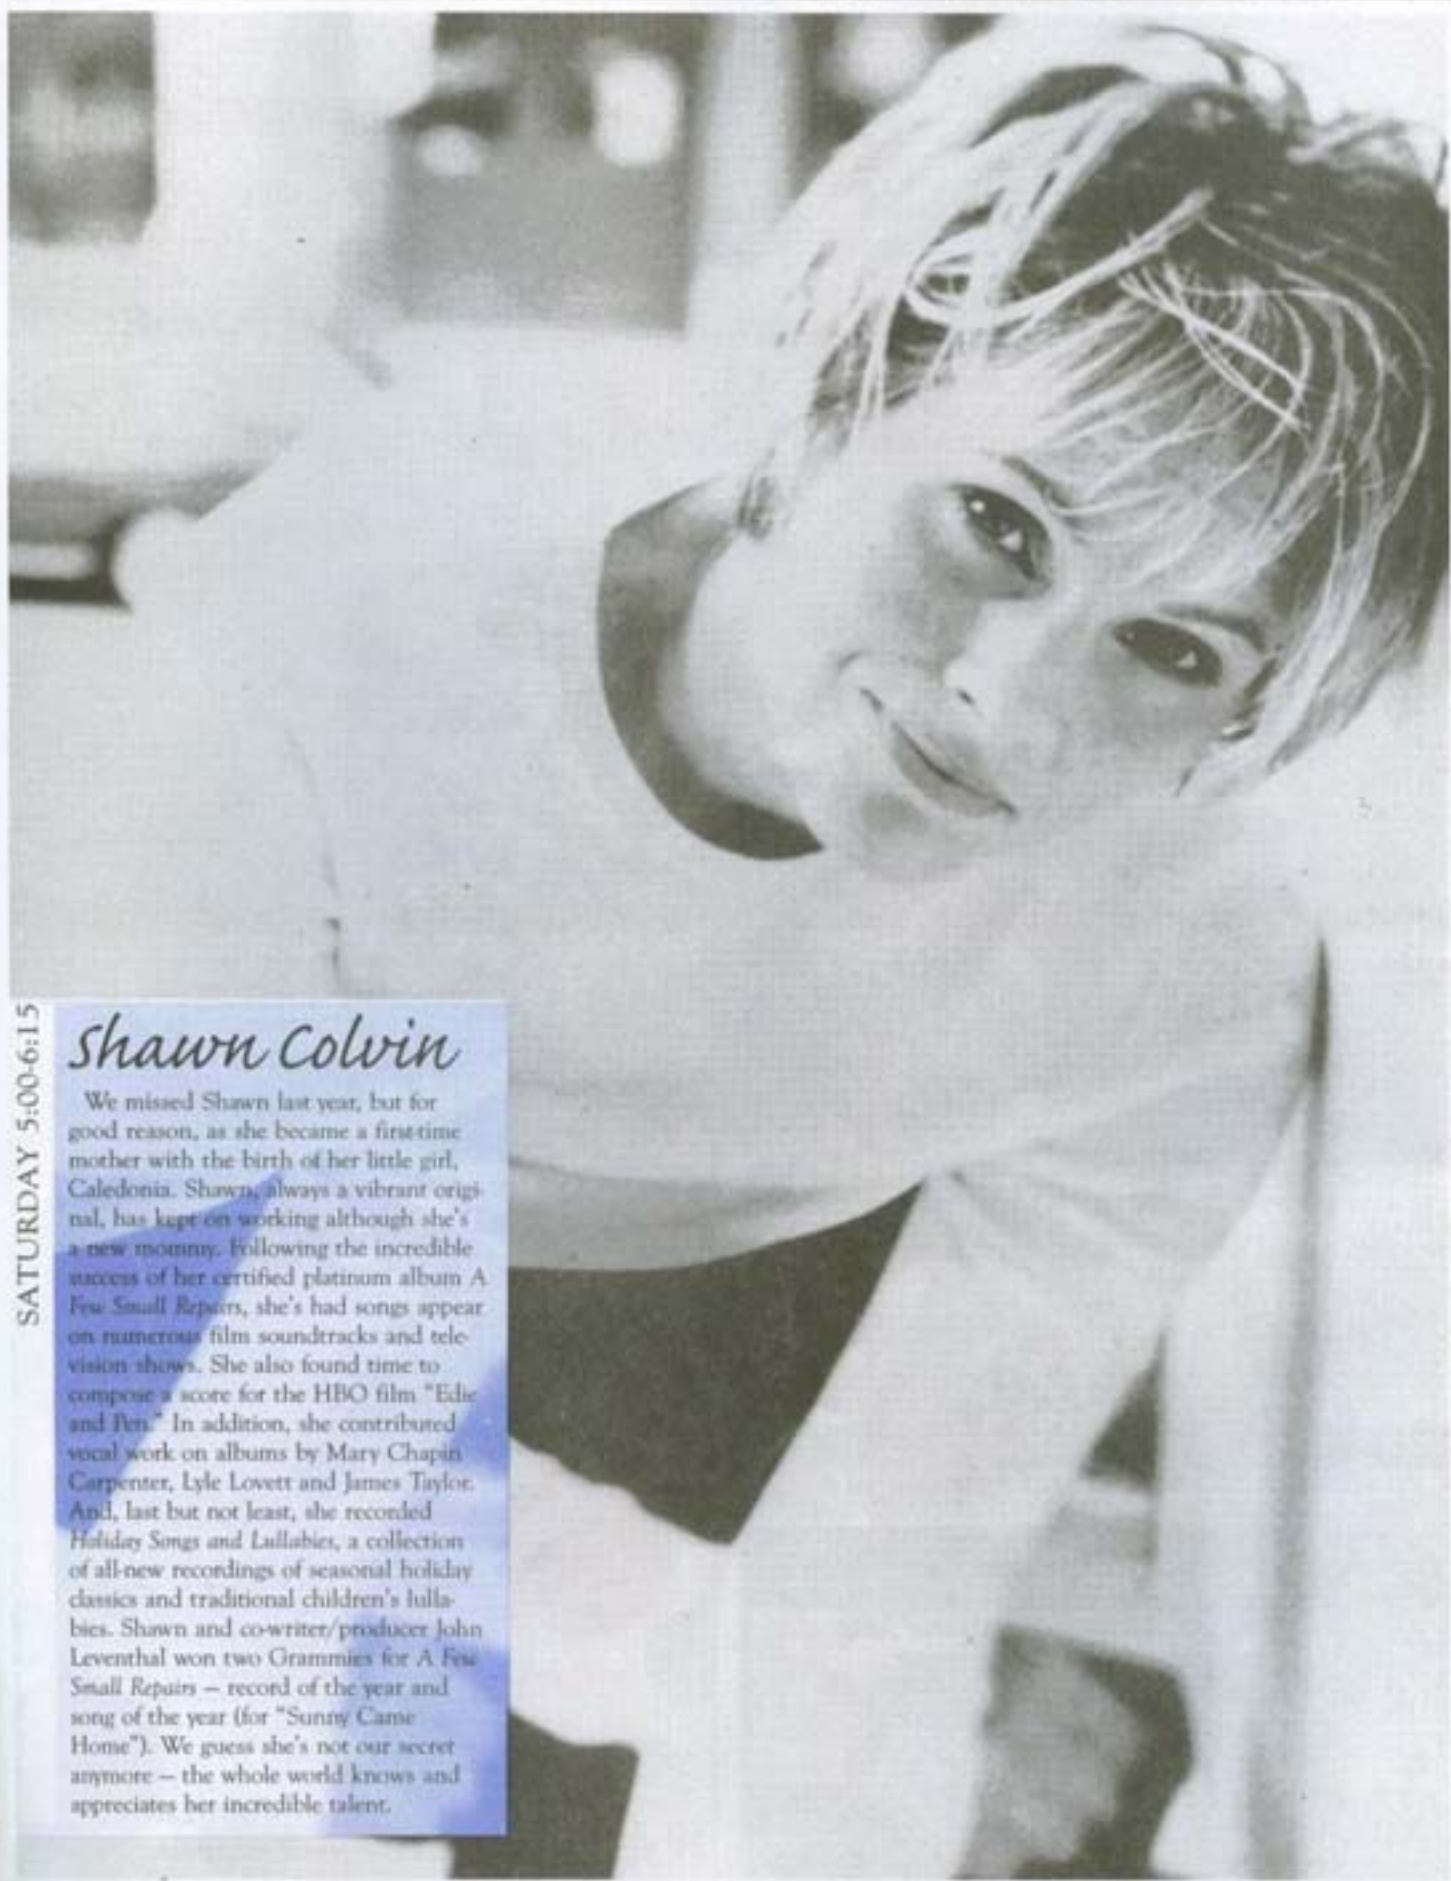 SATURDAY 5:00-6:15
Shawn Colvin
We missed Shawn last year, but for
good reason, as she became a first-time
mother with the birth of her little girl,
Caledonia. Shawn, always a vibrant origi-
nal, has kept on working although she's
a new mommy. Following the incredible
success of her certified platinum album A
Few Small Repairs, she's had songs appear
on numerous film soundtracks and tele-
vision shows. She also found time to
compose a score for the HBO film "Edie
and Pen." In addition, she contributed
vocal work on albums by Mary Chapin
Carpenter, Lyle Lovett and James Taylor.
And, last but not least, she recorded
Holiday Songs and Lullabies, a collection
of all-new recordings of seasonal holiday
classics and traditional children's lulla-
bies. Shawn and co-writer/producer John
Leventhal won two Grammies for A Few
Small Repairs — record of the year and
song of the year (for "Sunny Came
Home"). We guess she's not our secret
anymore — the whole world knows and
appreciates her incredible talent.